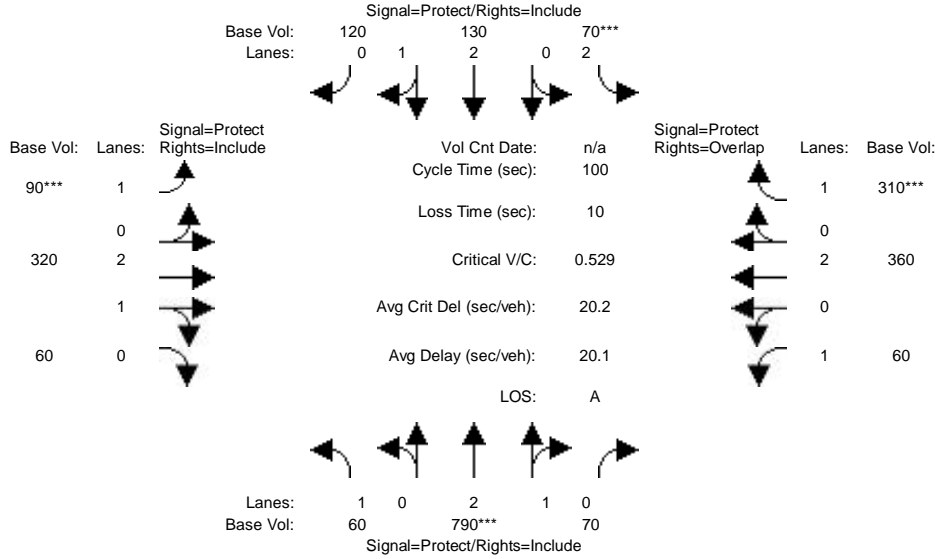 Signal=Protect/Rights=Include
Base Vol: 120 130 70***
Lanes: 0 1 2 0 2
Signal=Protect
Rights=Include
Signal=Protect
Rights=Overlap
Base Vol: Lanes: Vol Cnt Date: n/a Lanes: Base Vol:
Cycle Time (sec): 100
90*** 1 1 310***
Loss Time (sec): 10
0 0
320 2 Critical V/C: 0.529 2 360
1 Avg Crit Del (sec/veh): 20.2 0
60 0 Avg Delay (sec/veh): 20.1 1 60
LOS: A
Lanes: 1 0 2 1 0
Base Vol: 60 790*** 70
Signal=Protect/Rights=Include